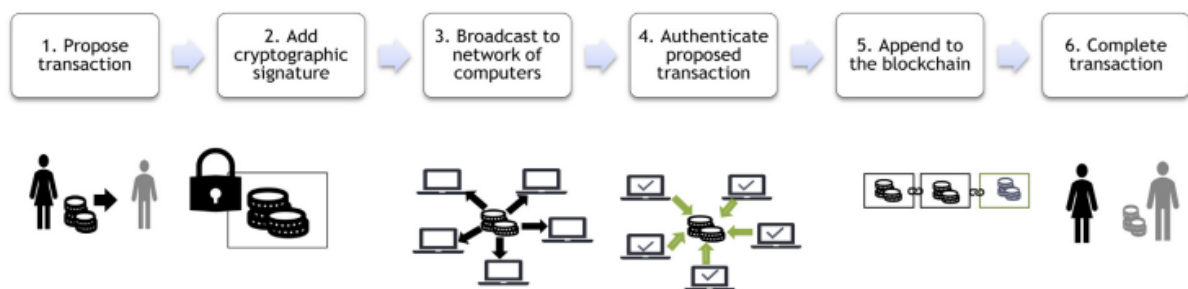 1. Propose
transaction
2. Add
cryptographic
signature
3. Broadcast to
network of
computers
4. Authenticate
proposed
transaction
5. Append to
the blockchain
6. Complete
transaction